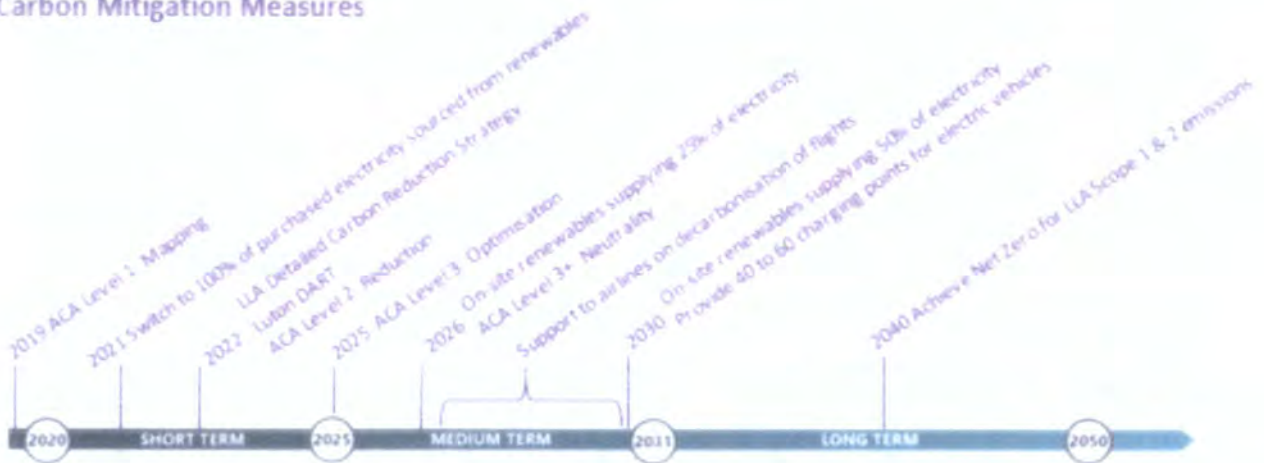 Carbon Mitigation Measures
2019 ACA Level 1 Mapping
2021 Switch to 100% of purchased electricity sourced from renewables
LLA Detailed Carbon Reduction Strategy
2022 Luton DART
ACA Level 2 Reduction
2025 ACA Level 3 Optimisation
2026 On-site renewables supplying 25% of electricity
ACA Level 3+ Neutrality
Support to airlines on decarbonisation of flights
2030 On-site renewables supplying 50% of electricity
Provide 40 to 60 charging points for electric vehicles
2040 Achieve Net Zero for LLA Scope 1 & 2 emissions
2020 SHORT TERM 2025 MEDIUM TERM 2031 LONG TERM 2050